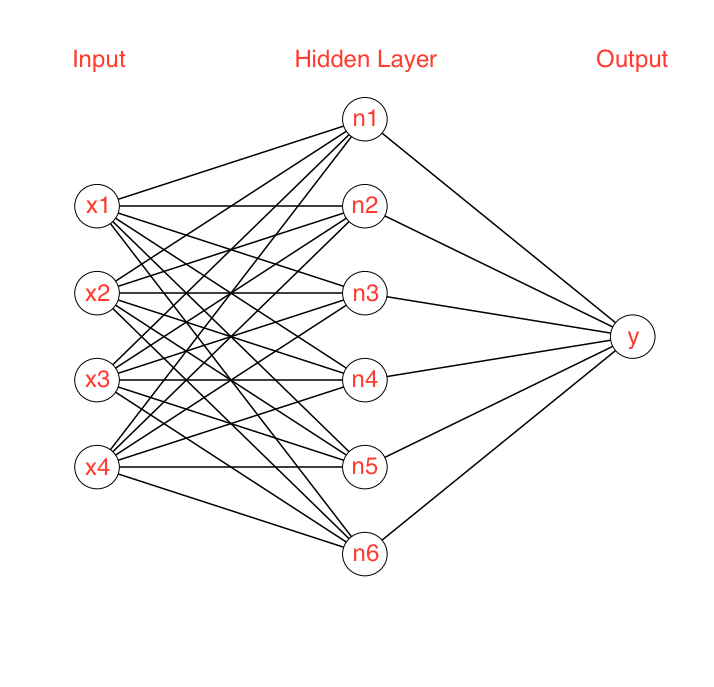 Input Hidden Layer Output
n1
x1 n2
x2 n3
y
x3 n4
x4 n5
n6